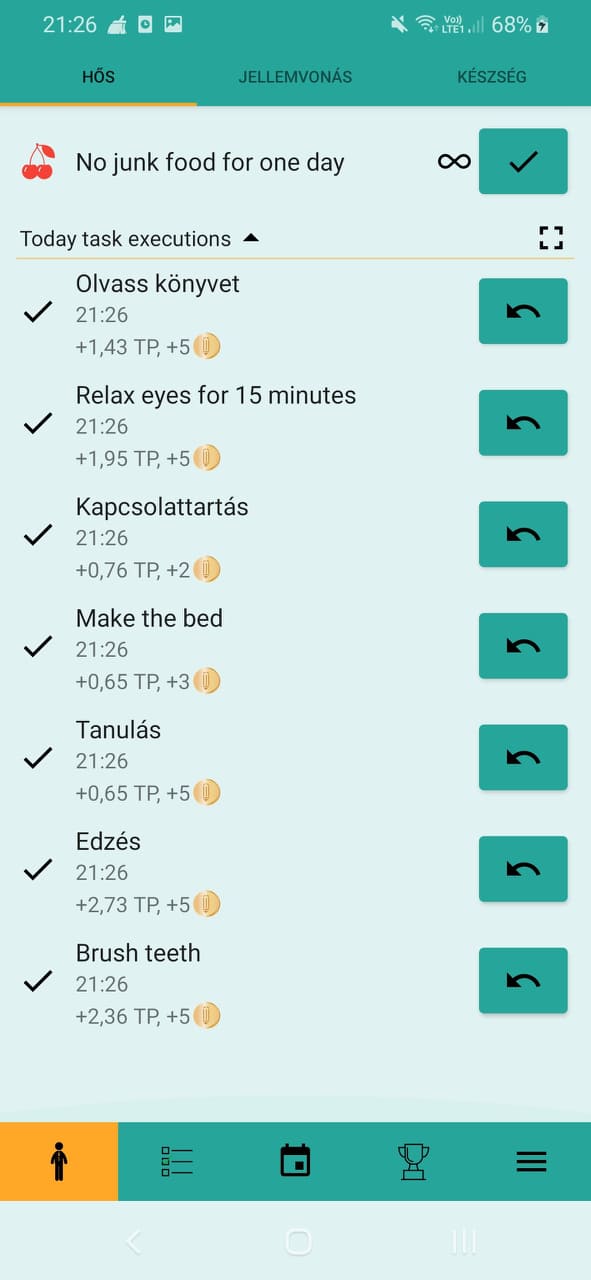 21:26
Vo))
LTE1
68%
HŐS
JELLEMVONÁS
KÉSZSÉG
No junk food for one day
Today task executions
Olvass könyvet
21:26
+1,43 TP, +5
Relax eyes for 15 minutes
21:26
+1,95 TP, +5
Kapcsolattartás
21:26
+0,76 TP, +2
Make the bed
21:26
+0,65 TP, +3
Tanulás
21:26
+0,65 TP, +5
Edzés
21:26
+2,73 TP, +5
Brush teeth
21:26
+2,36 TP, +5